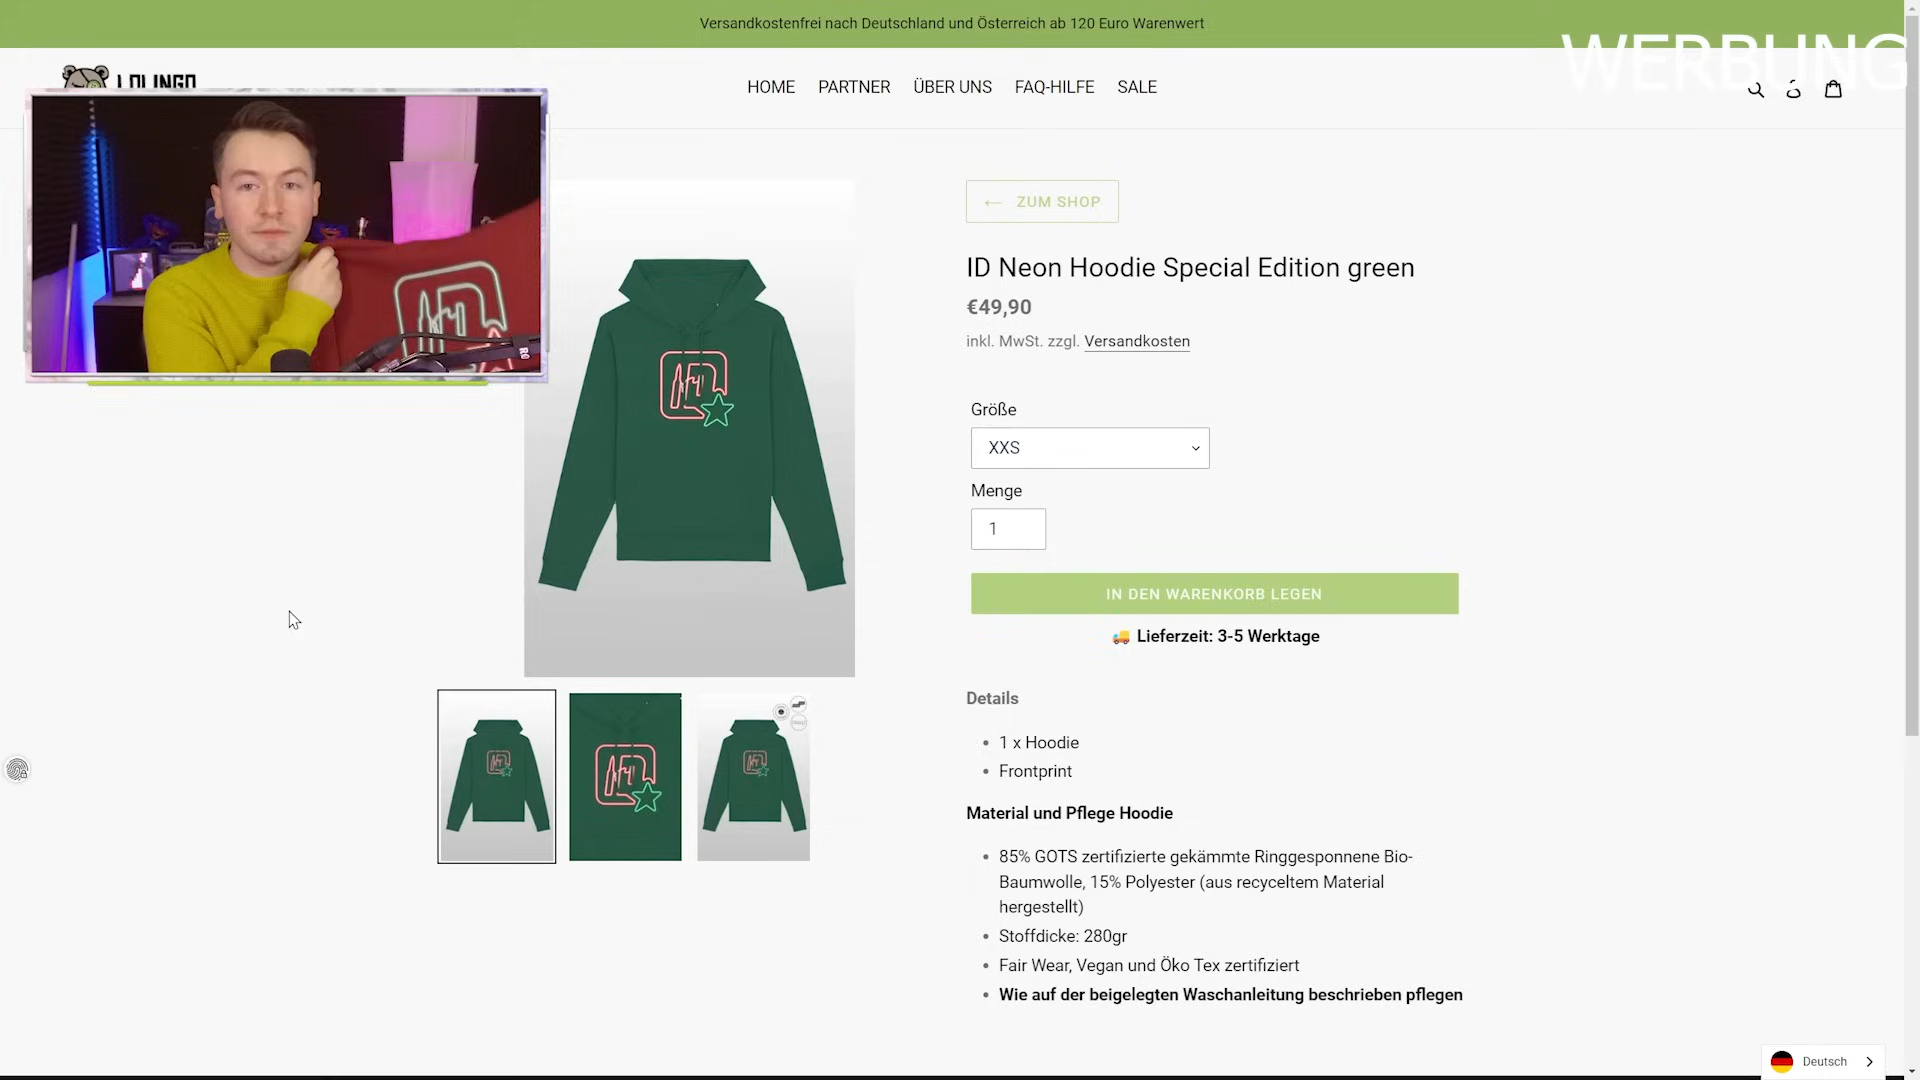 Versandkostenfrei nach Deutschland und Österreich ab 120 Euro Warenwert
WERBUNG
HOME PARTNER ÜBER UNS FAQ-HILFE SALE
← ZUM SHOP
ID Neon Hoodie Special Edition green
€49,90
inkl. MwSt. zzgl. Versandkosten
Größe
XXS
Menge
1
IN DEN WARENKORB LEGEN
Lieferzeit: 3-5 Werktage
Details
1 x Hoodie
Frontprint
Material und Pflege Hoodie
85% GOTS zertifizierte gekämmte Ringgesponnene Bio-
Baumwolle, 15% Polyester (aus recyceltem Material
hergestellt)
Stoffdicke: 280gr
Fair Wear, Vegan und Öko Tex zertifiziert
Wie auf der beigelegten Waschanleitung beschrieben pflegen
Deutsch